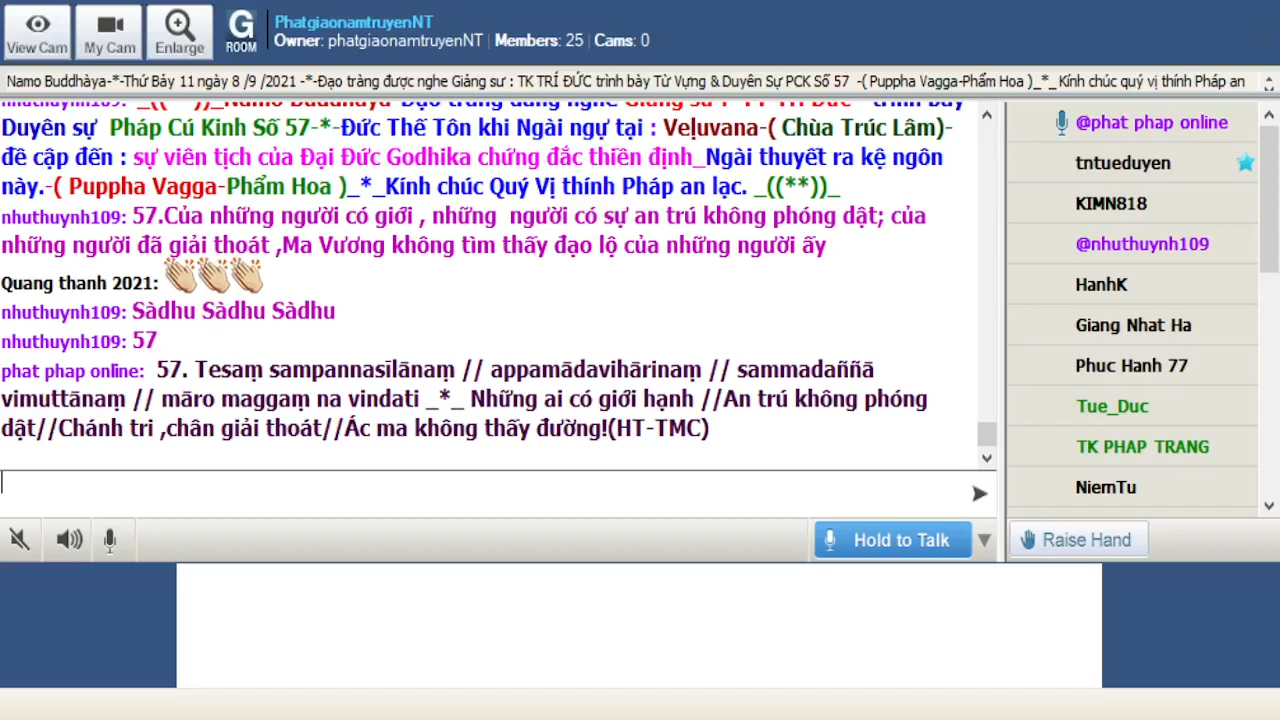 View Cam
My Cam
Enlarge
G
ROOM
PhatgiaonamtruyenNT
Owner: phatgiaonamtruyenNT | Members: 25 | Cams: 0
Namo Buddhàya-*-Thứ Bảy 11 ngày 8 /9 /2021 -*-Đạo tràng được nghe Giảng sư : TK TRÍ ĐỨC trình bày Từ Vựng & Duyên Sự PCK Số 57 -( Puppha Vagga-Phẩm Hoa )_*_ Kính chúc quý vị thính Pháp an
Duyên sự Pháp Cú Kinh Số 57-*-Đức Thế Tôn khi Ngài ngự tại : Veḷuvana-( Chùa Trúc Lâm)-
đề cập đến : sự viên tịch của Đại Đức Godhika chứng đắc thiền định_Ngài thuyết ra kệ ngôn
này.-( Puppha Vagga-Phẩm Hoa )_*_Kính chúc Quý Vị thính Pháp an lạc. _((**))_
nhuthuynh109: 57.Của những người có giới , những người có sự an trú không phóng dật; của
những người đã giải thoát ,Ma Vương không tìm thấy đạo lộ của những người ấy
Quang thanh 2021:
nhuthuynh109: Sàdhu Sàdhu Sàdhu
nhuthuynh109: 57
phat phap online: 57. Tesaṃ sampannasīlānaṃ // appamādavihārinaṃ // sammadaññā
vimuttānaṃ // māro maggaṃ na vindati _*_ Những ai có giới hạnh //An trú không phóng
dật//Chánh tri ,chân giải thoát//Ác ma không thấy đường!(HT-TMC)
@phat phap online
tntueduyen
KIMN818
@nhuthuynh109
HanhK
Giang Nhat Ha
Phuc Hanh 77
Tue_Duc
TK PHAP TRANG
NiemTu
Hold to Talk
Raise Hand